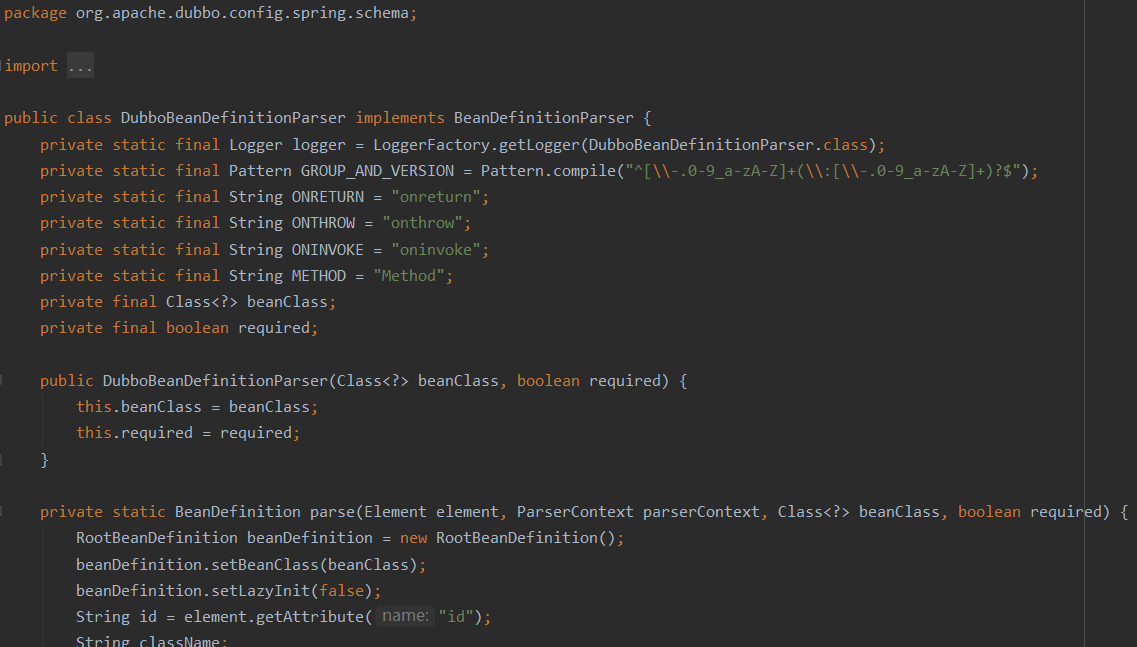 package org.apache.dubbo.config.spring.schema;
import ...
public class DubboBeanDefinitionParser implements BeanDefinitionParser {
private static final Logger logger = LoggerFactory.getLogger(DubboBeanDefinitionParser.class);
private static final Pattern GROUP_AND_VERSION = Pattern.compile("^[\\-.0-9_a-zA-Z]+(\\:[\\-.0-9_a-zA-Z]+)?$");
private static final String ONRETURN = "onreturn";
private static final String ONTHROW = "onthrow";
private static final String ONINVOKE = "oninvoke";
private static final String METHOD = "Method";
private final Class<?> beanClass;
private final boolean required;
public DubboBeanDefinitionParser(Class<?> beanClass, boolean required) {
this.beanClass = beanClass;
this.required = required;
}
private static BeanDefinition parse(Element element, ParserContext parserContext, Class<?> beanClass, boolean required) {
RootBeanDefinition beanDefinition = new RootBeanDefinition();
beanDefinition.setBeanClass(beanClass);
beanDefinition.setLazyInit(false);
String id = element.getAttribute( name: "id");
String className;